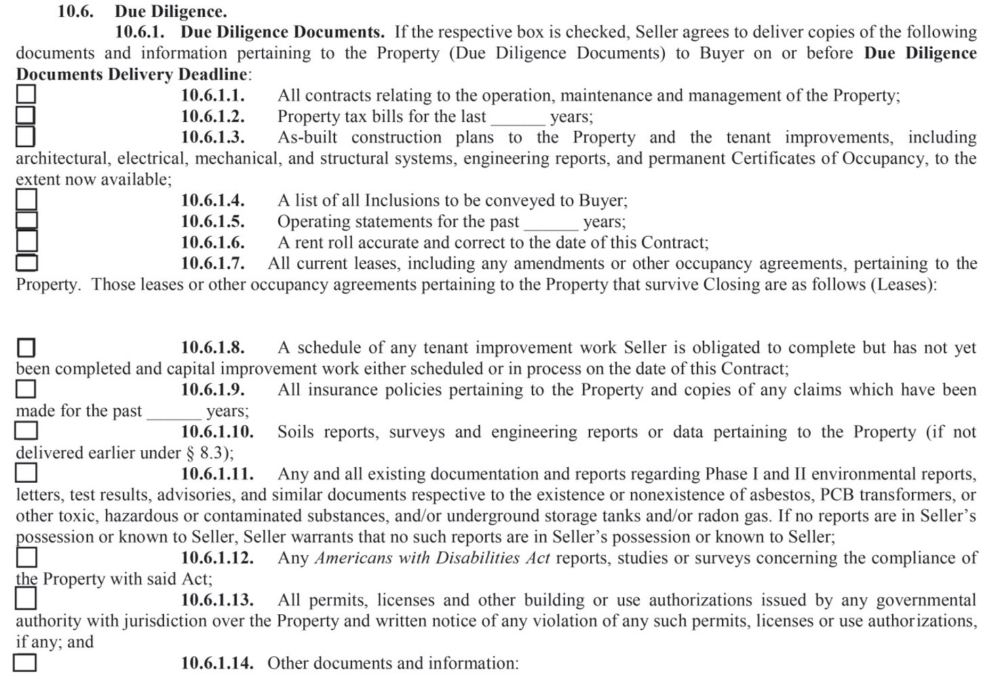 10.6. Due Diligence.
10.6.1. Due Diligence Documents. If the respective box is checked, Seller agrees to deliver copies of the following
documents and information pertaining to the Property (Due Diligence Documents) to Buyer on or before Due Diligence
Documents Delivery Deadline:
10.6.1.1. All contracts relating to the operation, maintenance and management of the Property;
10.6.1.2. Property tax bills for the last ______ years;
10.6.1.3. As-built construction plans to the Property and the tenant improvements, including
architectural, electrical, mechanical, and structural systems, engineering reports, and permanent Certificates of Occupancy, to the
extent now available;
10.6.1.4. A list of all Inclusions to be conveyed to Buyer;
10.6.1.5. Operating statements for the past ______ years;
10.6.1.6. A rent roll accurate and correct to the date of this Contract;
10.6.1.7. All current leases, including any amendments or other occupancy agreements, pertaining to the
Property. Those leases or other occupancy agreements pertaining to the Property that survive Closing are as follows (Leases):
10.6.1.8. A schedule of any tenant improvement work Seller is obligated to complete but has not yet
been completed and capital improvement work either scheduled or in process on the date of this Contract;
10.6.1.9. All insurance policies pertaining to the Property and copies of any claims which have been
made for the past ______ years;
10.6.1.10. Soils reports, surveys and engineering reports or data pertaining to the Property (if not
delivered earlier under § 8.3);
10.6.1.11. Any and all existing documentation and reports regarding Phase I and II environmental reports,
letters, test results, advisories, and similar documents respective to the existence or nonexistence of asbestos, PCB transformers, or
other toxic, hazardous or contaminated substances, and/or underground storage tanks and/or radon gas. If no reports are in Seller’s
possession or known to Seller, Seller warrants that no such reports are in Seller’s possession or known to Seller;
10.6.1.12. Any Americans with Disabilities Act reports, studies or surveys concerning the compliance of
the Property with said Act;
10.6.1.13. All permits, licenses and other building or use authorizations issued by any governmental
authority with jurisdiction over the Property and written notice of any violation of any such permits, licenses or use authorizations,
if any; and
10.6.1.14. Other documents and information: